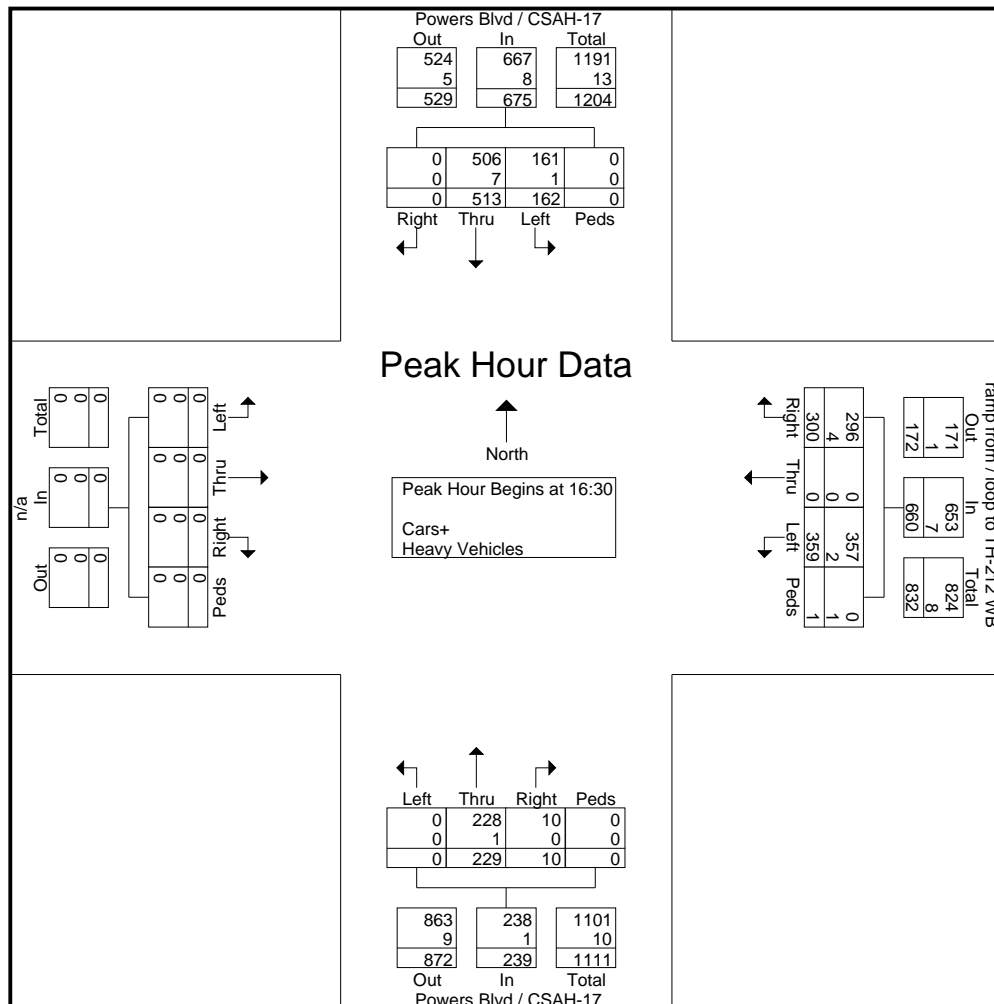 Powers Blvd / CSAH-17
Out In Total
524 667 1191
5 8 13
529 675 1204
0 506 161 0
0 7 1 0
0 513 162 0
Right Thru Left Peds
Peak Hour Data
North
Peak Hour Begins at 16:30
Cars+
Heavy Vehicles
n/a
Out In Total
0 0 0
0 0 0
0 0 0
0 0 0 0
0 0 0 0
0 0 0 0
Peds Right Thru Left
ramp from / loop to TH-212 WB
Out In Total
171 653 824
1 7 8
172 660 832
296 0 357 0
4 0 2 1
300 0 359 1
Right Thru Left Peds
Left Thru Right Peds
0 228 10 0
0 1 0 0
0 229 10 0
863 238 1101
9 1 10
872 239 1111
Out In Total
Powers Blvd / CSAH-17